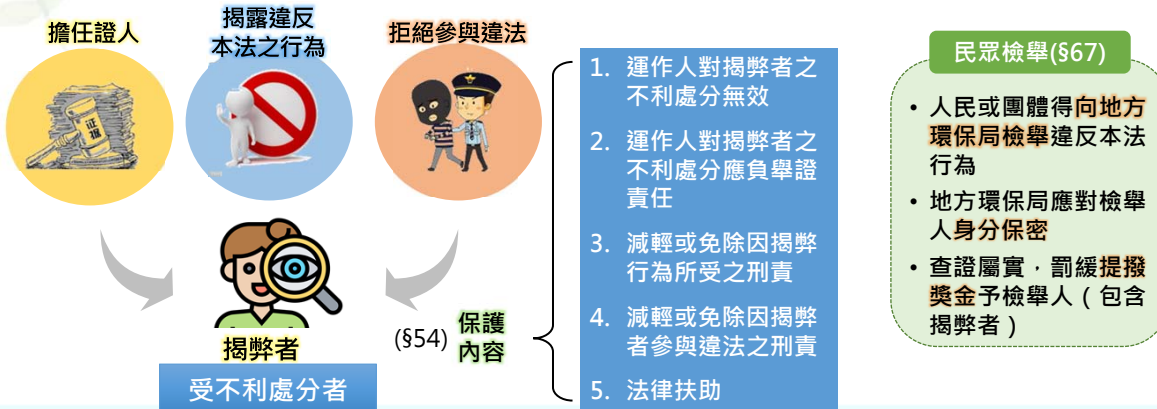 擔任證人
揭露違反
本法之行為
拒絕參與違法
证据
揭弊者
受不利處分者
(§54)
保護
內容
1. 運作人對揭弊者之
不利處分無效
2. 運作人對揭弊者之
不利處分應負舉證
責任
3. 減輕或免除因揭弊
行為所受之刑責
4. 減輕或免除因揭弊
者參與違法之刑責
5. 法律扶助
民眾檢舉(§67)
• 人民或團體得向地方
環保局檢舉違反本法
行為
• 地方環保局應對檢舉
人身分保密
• 查證屬實，罰緩提撥
獎金予檢舉人（包含
揭弊者）